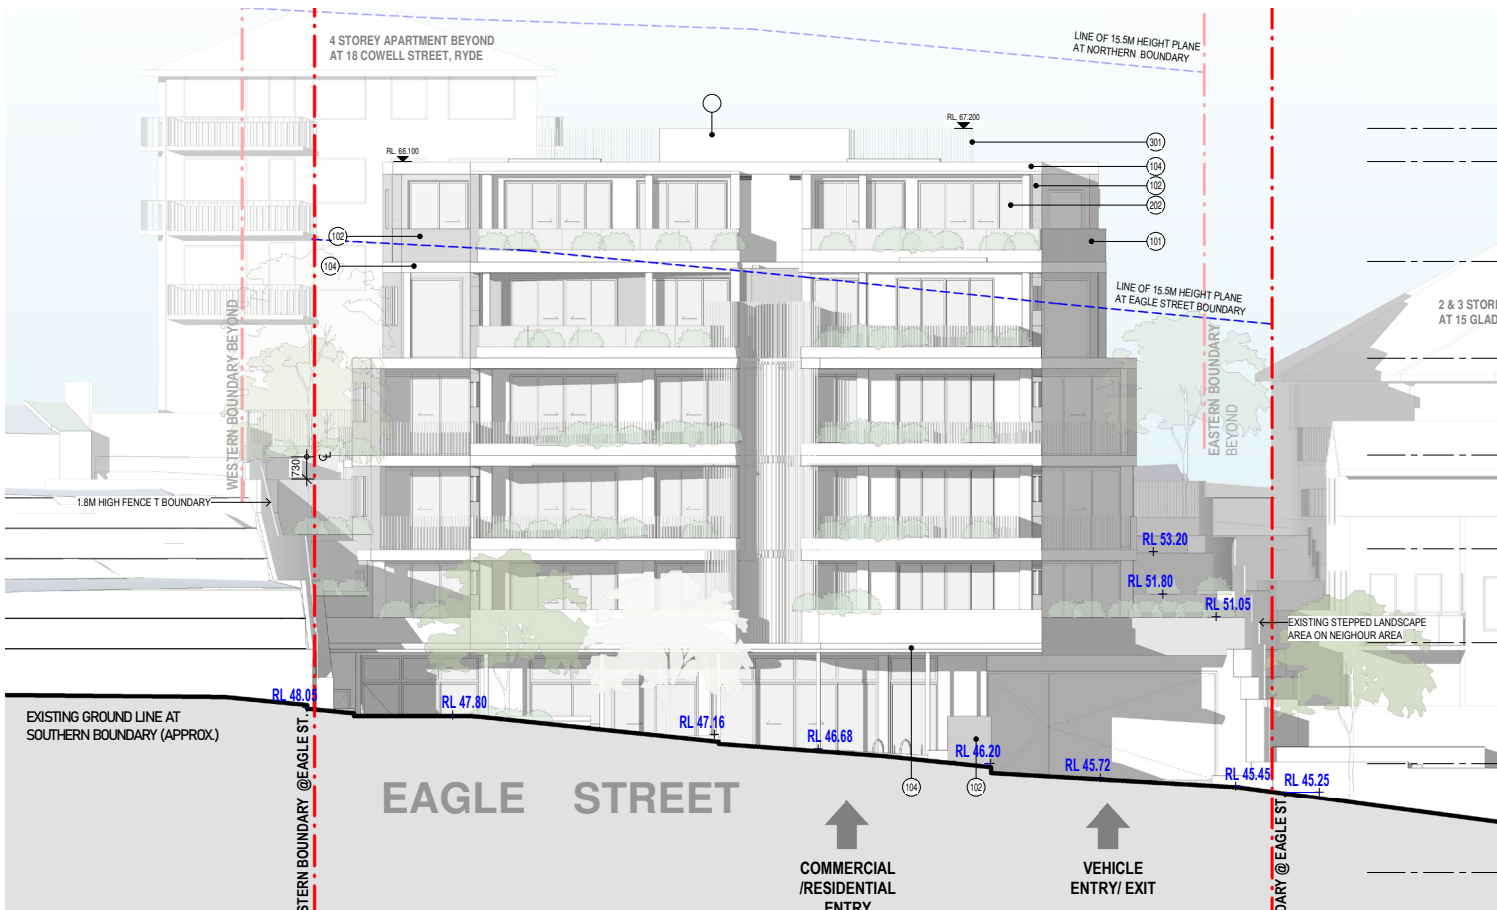 4 STOREY APARTMENT BEYOND
AT 18 COWELL STREET, RYDE
LINE OF 15.5M HEIGHT PLANE
AT NORTHERN BOUNDARY
RL. 67.200
RL. 66.100
301
104
102
202
101
102
104
LINE OF 15.5M HEIGHT PLANE
AT EAGLE STREET BOUNDARY
2 & 3 STOR
AT 15 GLAD
WESTERN BOUNDARY BEYOND
EASTERN BOUNDARY
BEYOND
730
1.8M HIGH FENCE T BOUNDARY
RL 53.20
RL 51.80
RL 51.05
EXISTING STEPPED LANDSCAPE
AREA ON NEIGHOUR AREA
RL 48.05
RL 47.80
RL 47.16
RL 46.68
RL 46.20
RL 45.72
RL 45.45
RL 45.25
EXISTING GROUND LINE AT
SOUTHERN BOUNDARY (APPROX.)
EAGLE STREET
104
102
COMMERCIAL
/RESIDENTIAL
ENTRY
VEHICLE
ENTRY/ EXIT
STERN BOUNDARY @EAGLE ST.
DARY @ EAGLE ST.